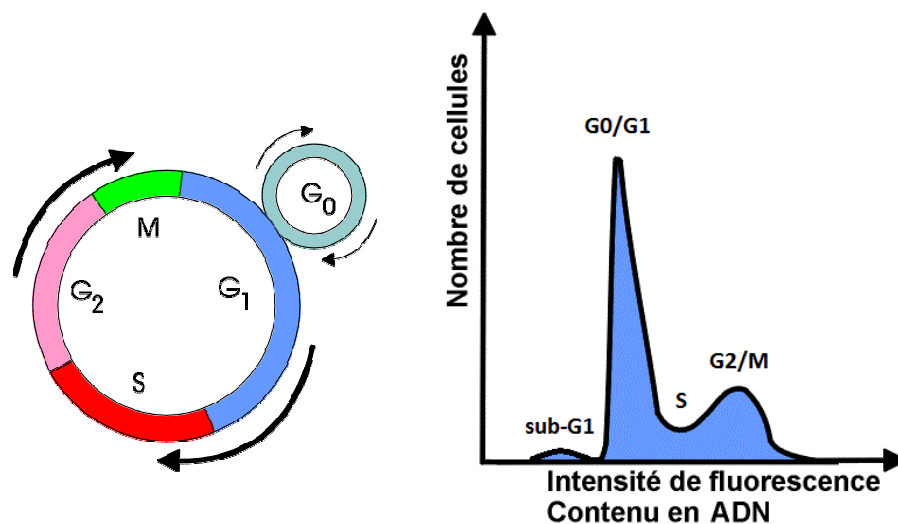 G0
M
G2
G1
S
Nombre de cellules
G0/G1
S
G2/M
sub-G1
Intensité de fluorescence
Contenu en ADN